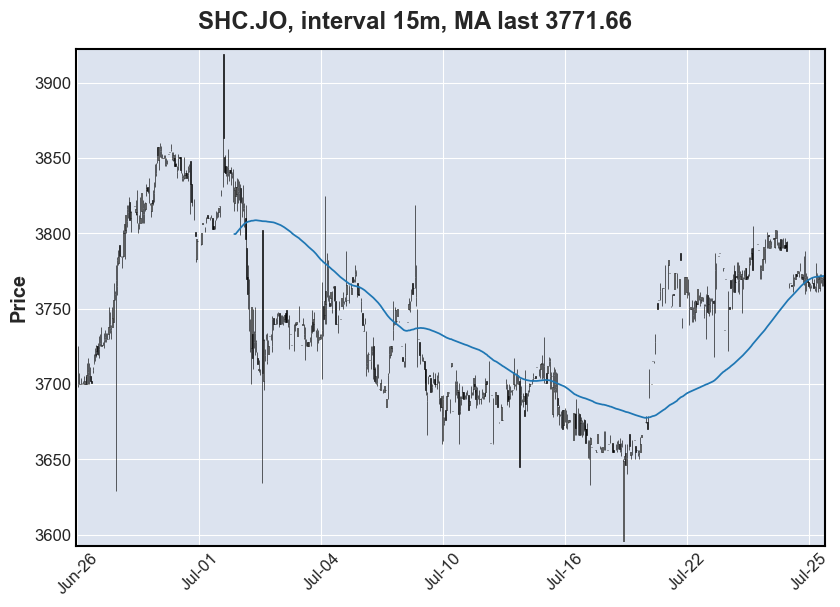 SHC.JO, interval 15m, MA last 3771.66
Price
3900
3850
3800
3750
3700
3650
3600
Jun-26
Jul-01
Jul-04
Jul-10
Jul-16
Jul-22
Jul-25